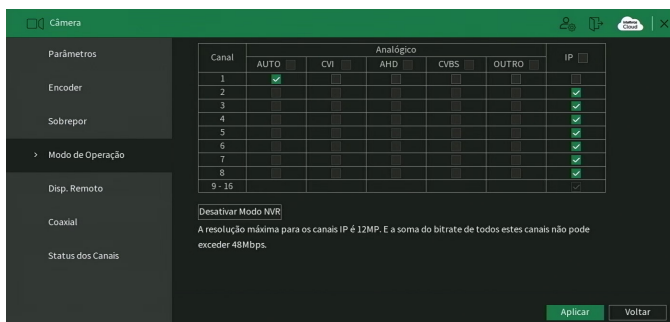 Câmera
intelbras
Cloud
Parâmetros
Encoder
Sobrepor
> Modo de Operação
Disp. Remoto
Coaxial
Status dos Canais
Canal Analógico IP
AUTO CVI AHD CVBS OUTRO
1
2
3
4
5
6
7
8
9 - 16
Desativar Modo NVR
A resolução máxima para os canais IP é 12MP. E a soma do bitrate de todos estes canais não pode
exceder 48Mbps.
Aplicar Voltar